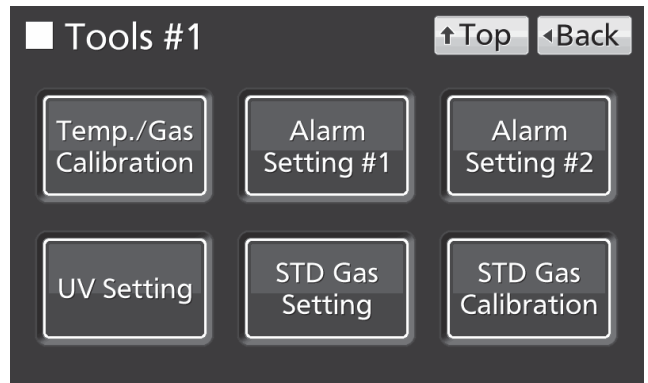 Tools #1
↑Top
◂Back
Temp./Gas
Calibration
Alarm
Setting #1
Alarm
Setting #2
UV Setting
STD Gas
Setting
STD Gas
Calibration